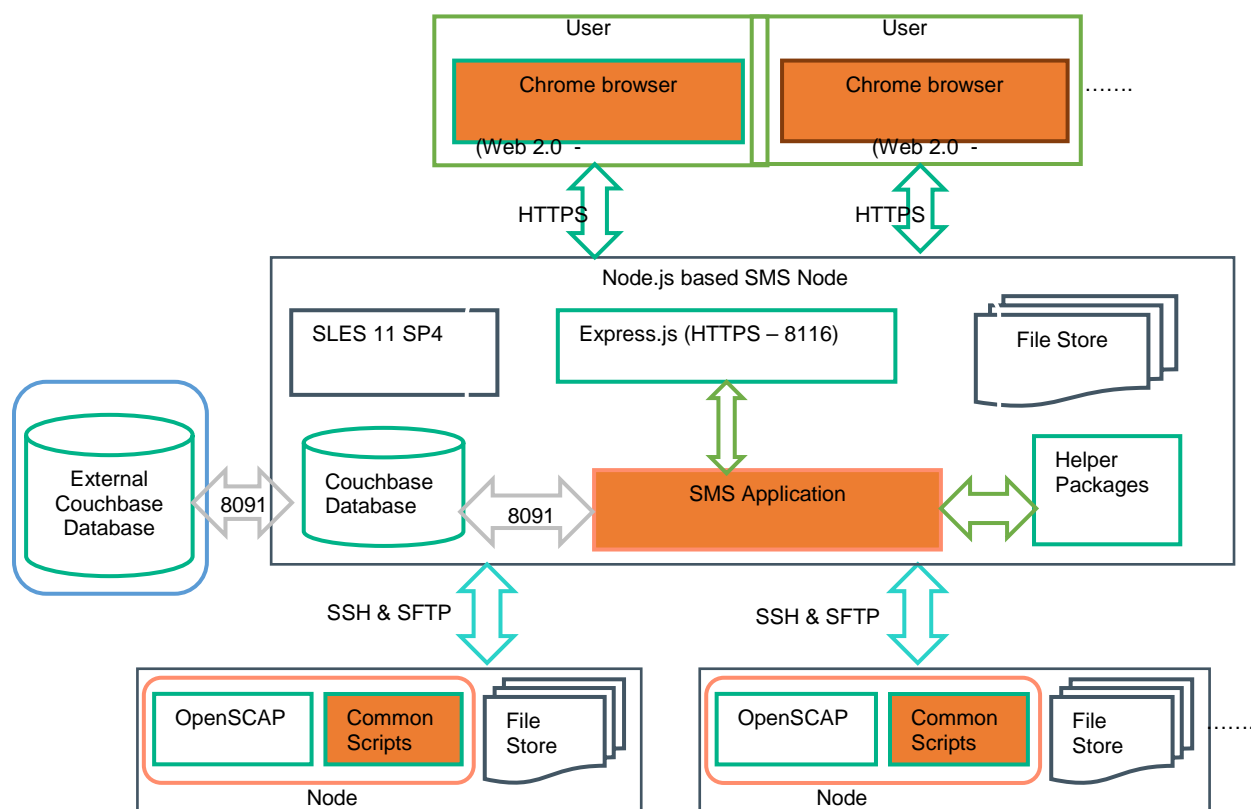 User
User
Chrome browser
Chrome browser
…….
(Web 2.0 -
(Web 2.0 -
HTTPS
HTTPS
Node.js based SMS Node
SLES 11 SP4
Express.js (HTTPS – 8116)
File Store
External
Couchbase
Database
8091
Couchbase
Database
8091
SMS Application
Helper
Packages
SSH & SFTP
SSH & SFTP
OpenSCAP
Common
Scripts
File
Store
Node
OpenSCAP
Common
Scripts
File
Store
…….
Node